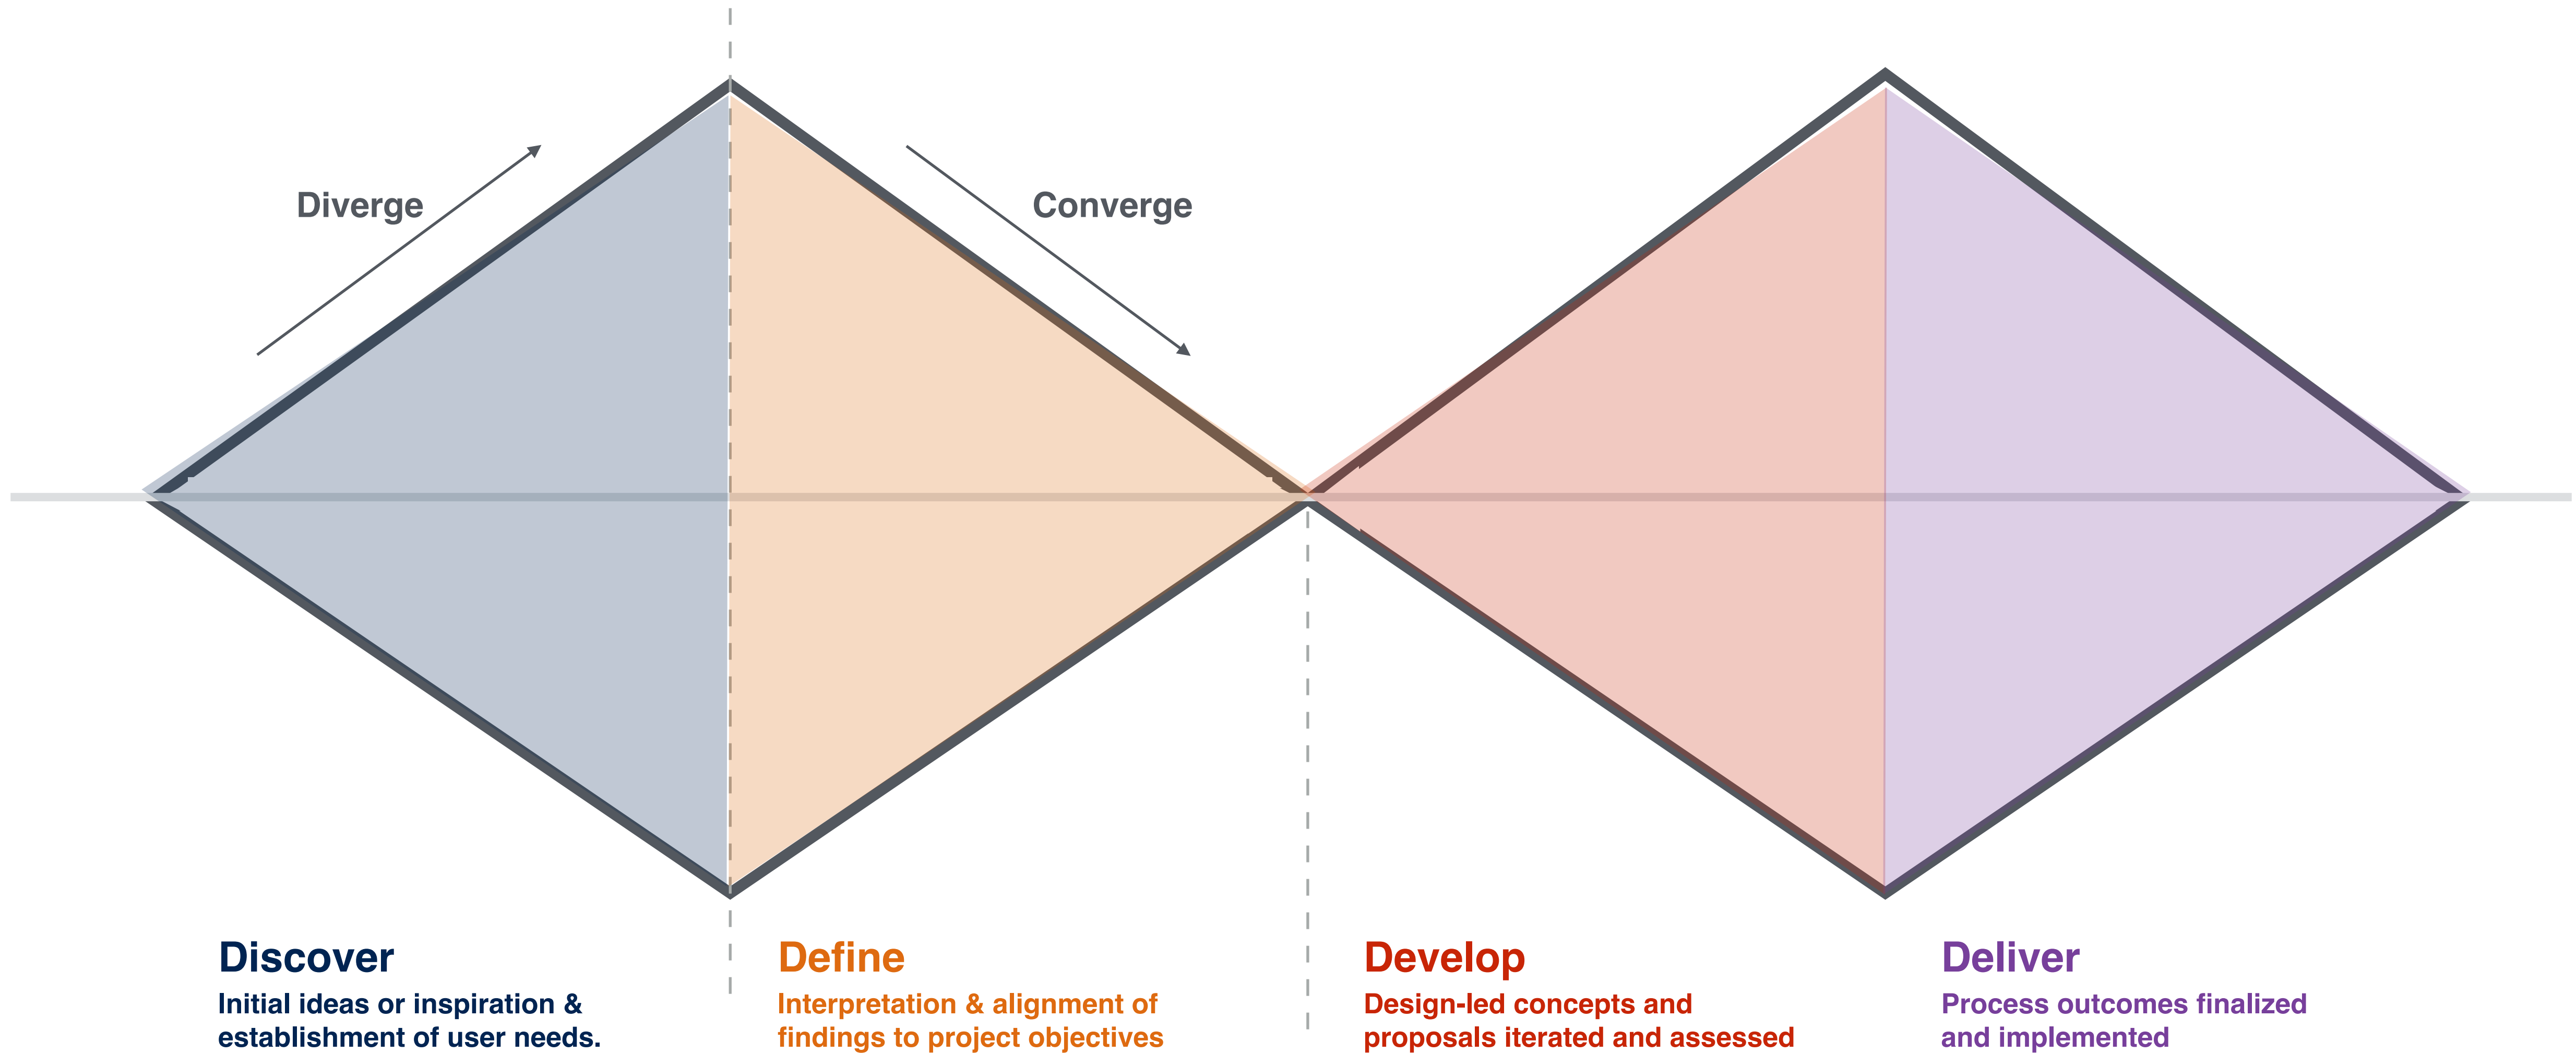 Diverge
Converge
Discover
Initial ideas or inspiration &
establishment of user needs.
Define
Interpretation & alignment of
findings to project objectives
Develop
Design-led concepts and
proposals iterated and assessed
Deliver
Process outcomes finalized
and implemented